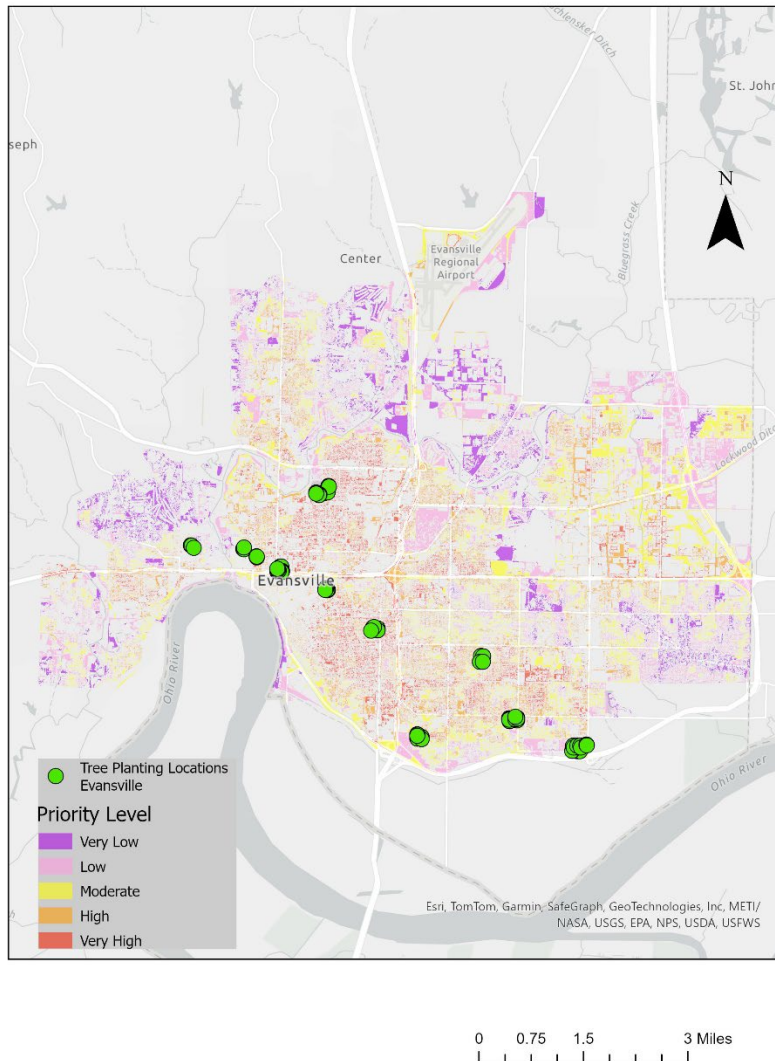 hlensker Ditch
St. John
seph
N
Bluegrass Creek
Center
Evansville
Regional
Airport
Lockwood Ditc
Evansville
Ohio River
Ohio River
Tree Planting Locations
Evansville
Priority Level
Very Low
Low
Moderate
High
Very High
Esri, TomTom, Garmin, SafeGraph, GeoTechnologies, Inc, METI/
NASA, USGS, EPA, NPS, USDA, USFWS
0 0.75 1.5 3 Miles